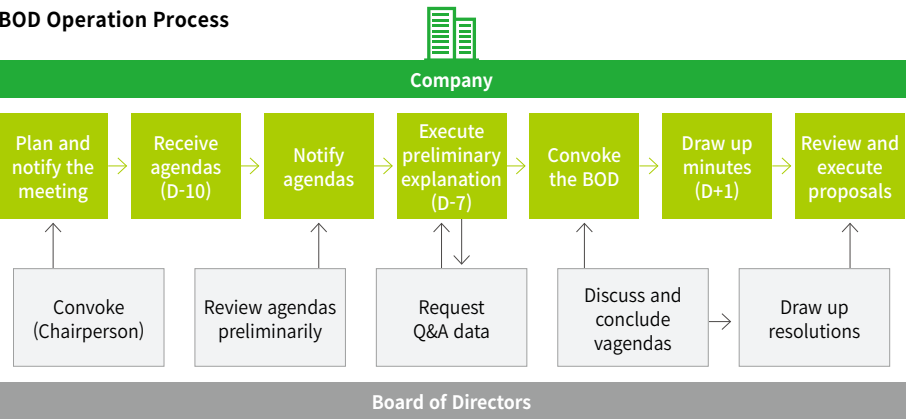 BOD Operation Process
Company
Plan and
notify the
meeting
Receive
agendas
(D-10)
Notify
agendas
Execute
preliminary
explanation
(D-7)
Convoke
the BOD
Draw up
minutes
(D+1)
Review and
execute
proposals
Convoke
(Chairperson)
Review agendas
preliminarily
Request
Q&A data
Discuss and
conclude
vagendas
Draw up
resolutions
Board of Directors